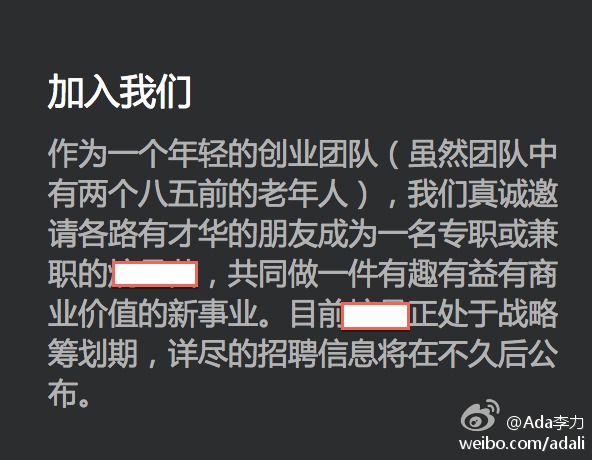 加入我们
作为一个年轻的创业团队（虽然团队中
有两个八五前的老年人），我们真诚邀
请各路有才华的朋友成为一名专职或兼
职的，共同做一件有趣有益有商
业价值的新事业。目前正处于战略
筹划期，详尽的招聘信息将在不久后公
布。
@Ada李力
weibo.com/adali